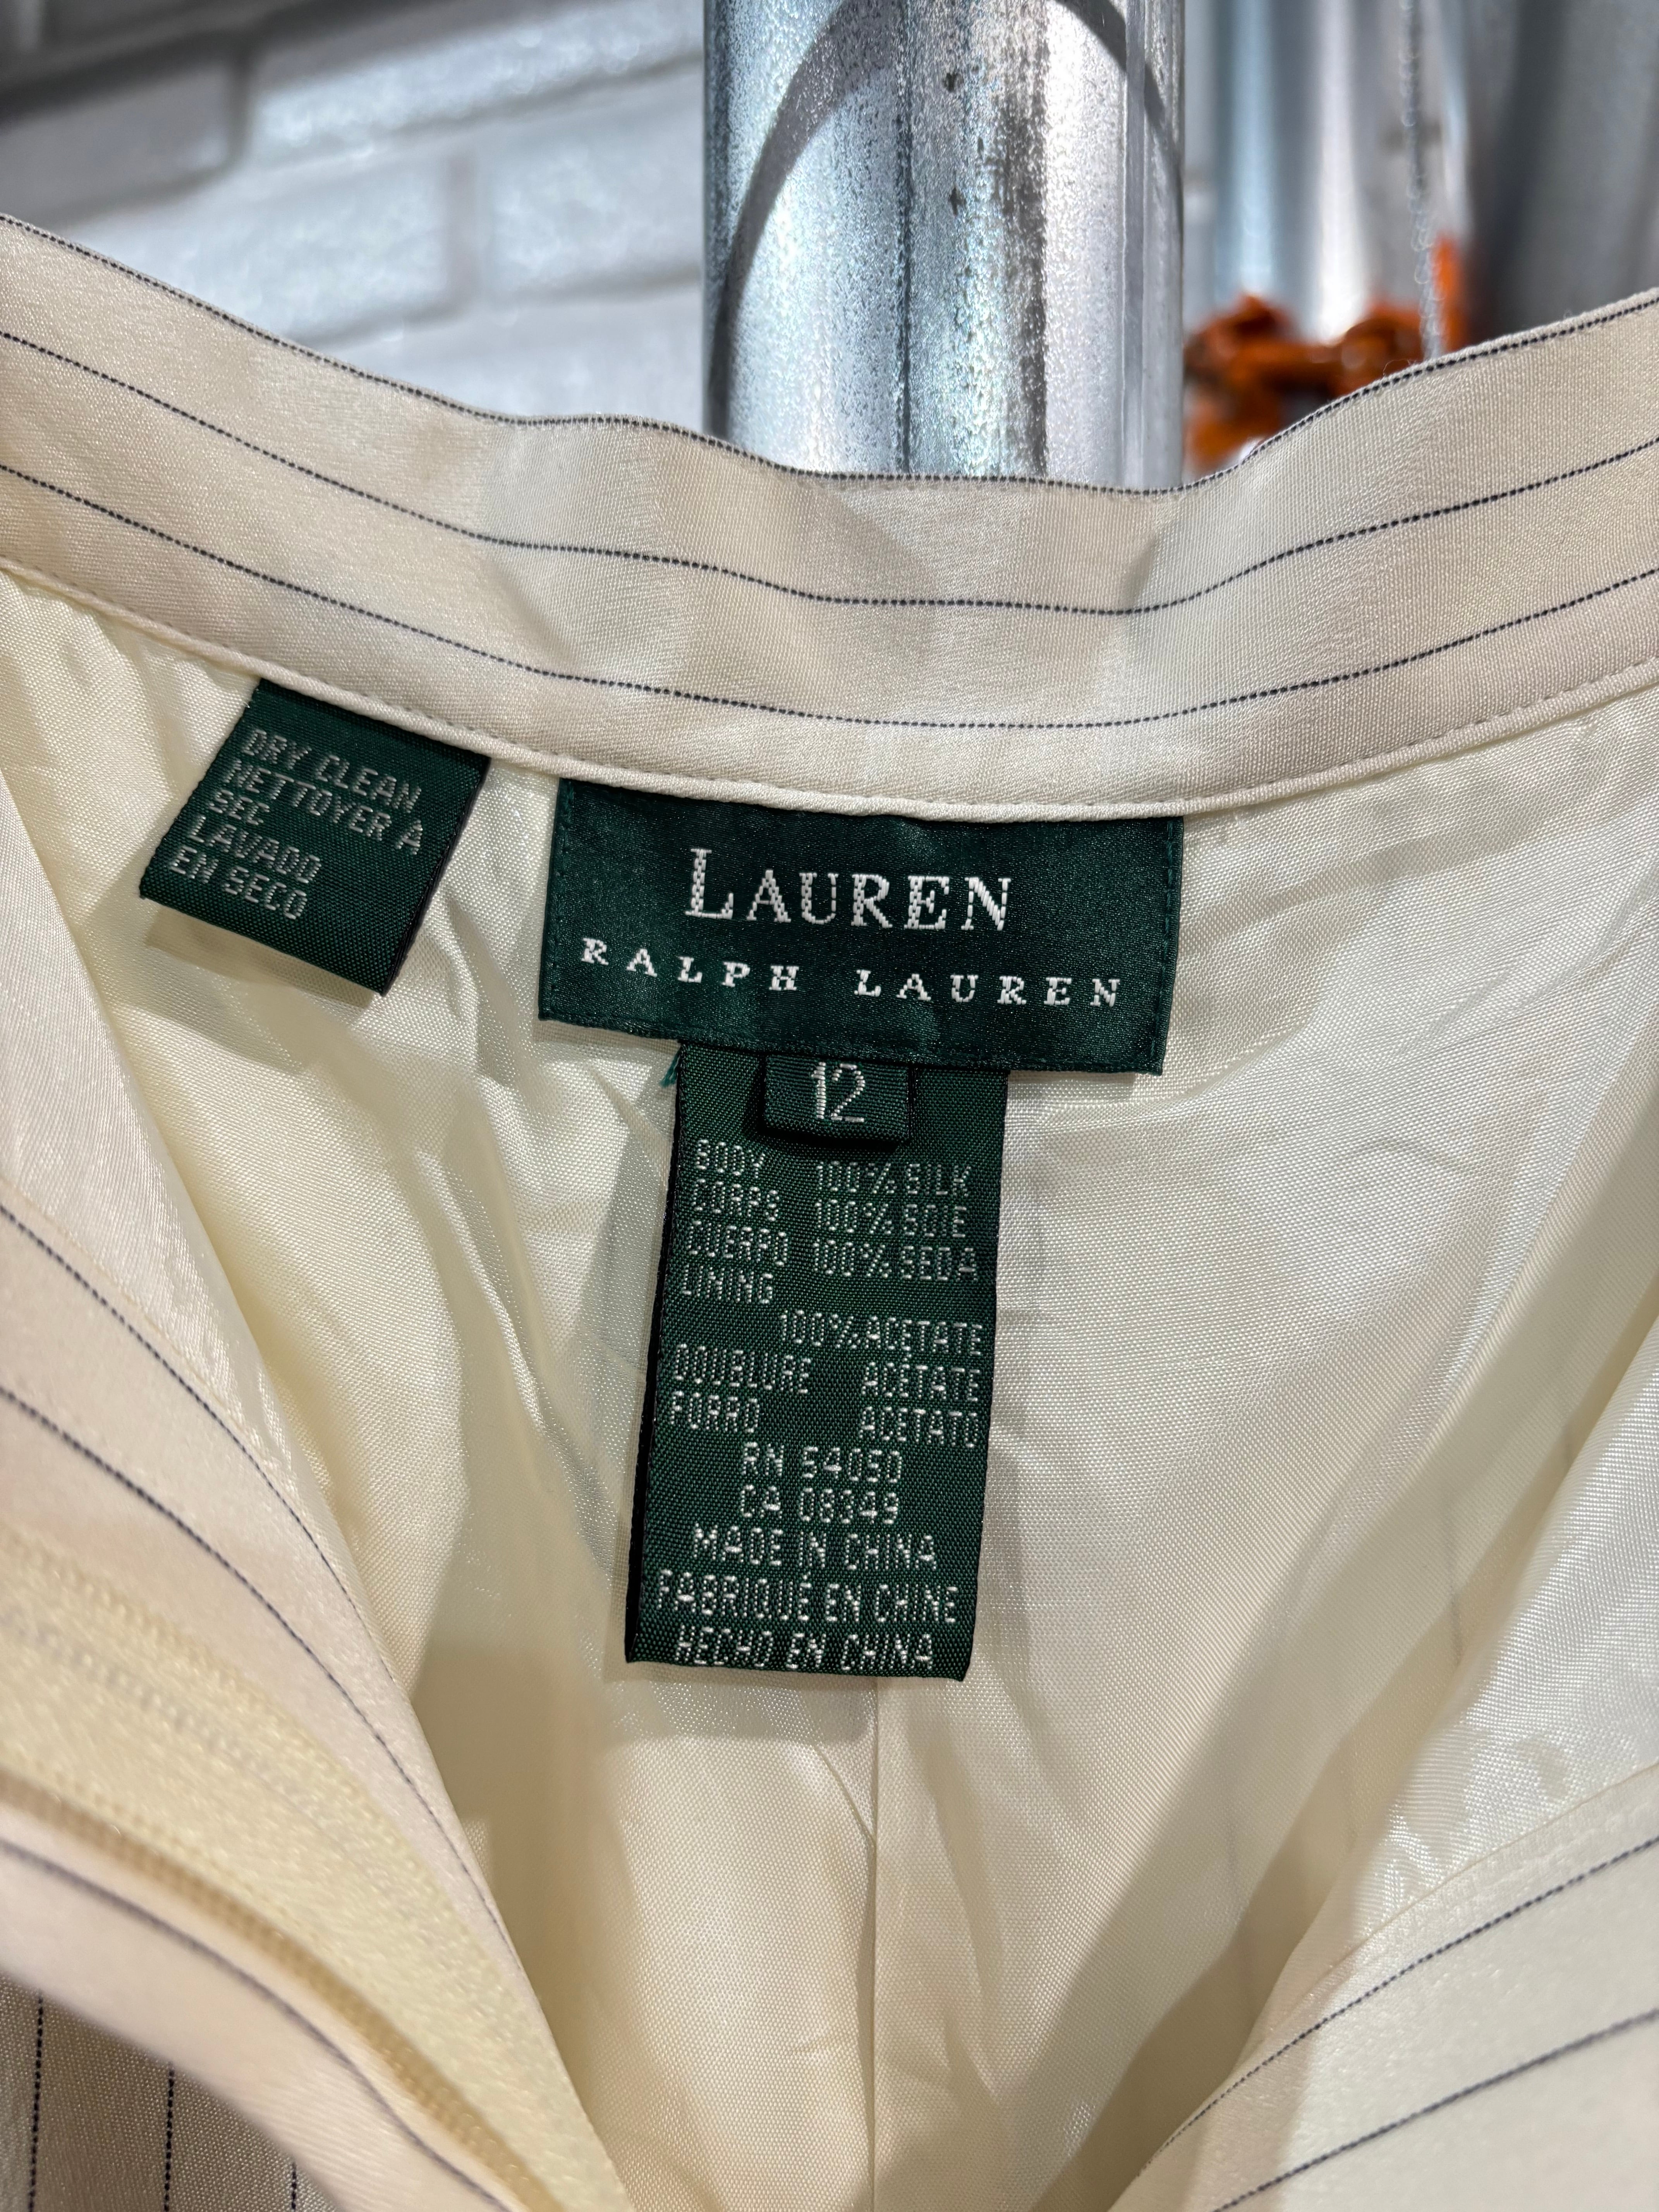 DRY CLEAN
NETTOYER A
SEC
LAVADO
EN SECO
LAUREN
RALPH LAUREN
12
BODY 100% SILK
CORPS 100% SOIE
CUERPO 100% SEDA
LINING
100% ACETATE
DOUBLURE ACÉTATE
FORRO ACETATO
RN 54050
CA 08349
MADE IN CHINA
FABRIQUÉ EN CHINE
HECHO EN CHINA